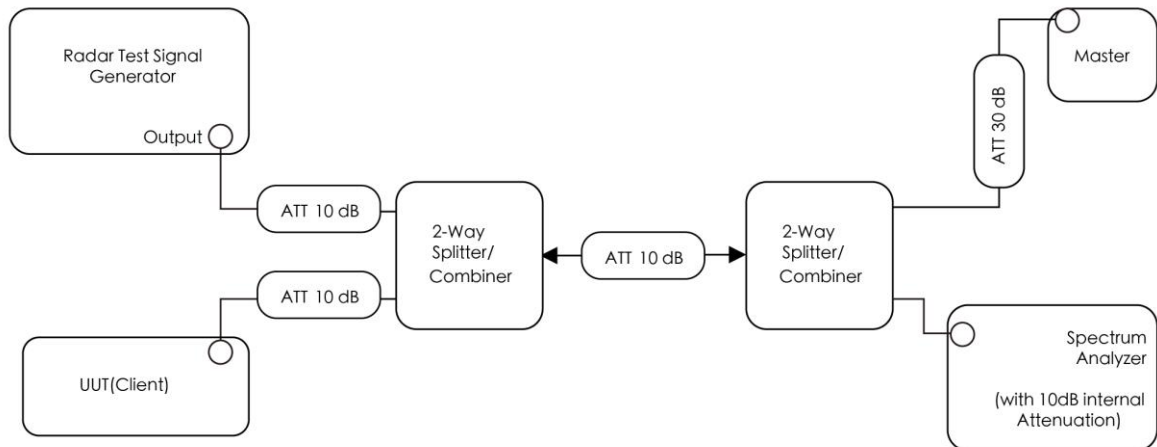 Radar Test Signal
Generator
Output
ATT 10 dB
2-Way
Splitter/
Combiner
ATT 10 dB
UUT(Client)
ATT 10 dB
2-Way
Splitter/
Combiner
ATT 30 dB
Master
Spectrum
Analyzer
(with 10dB internal
Attenuation)